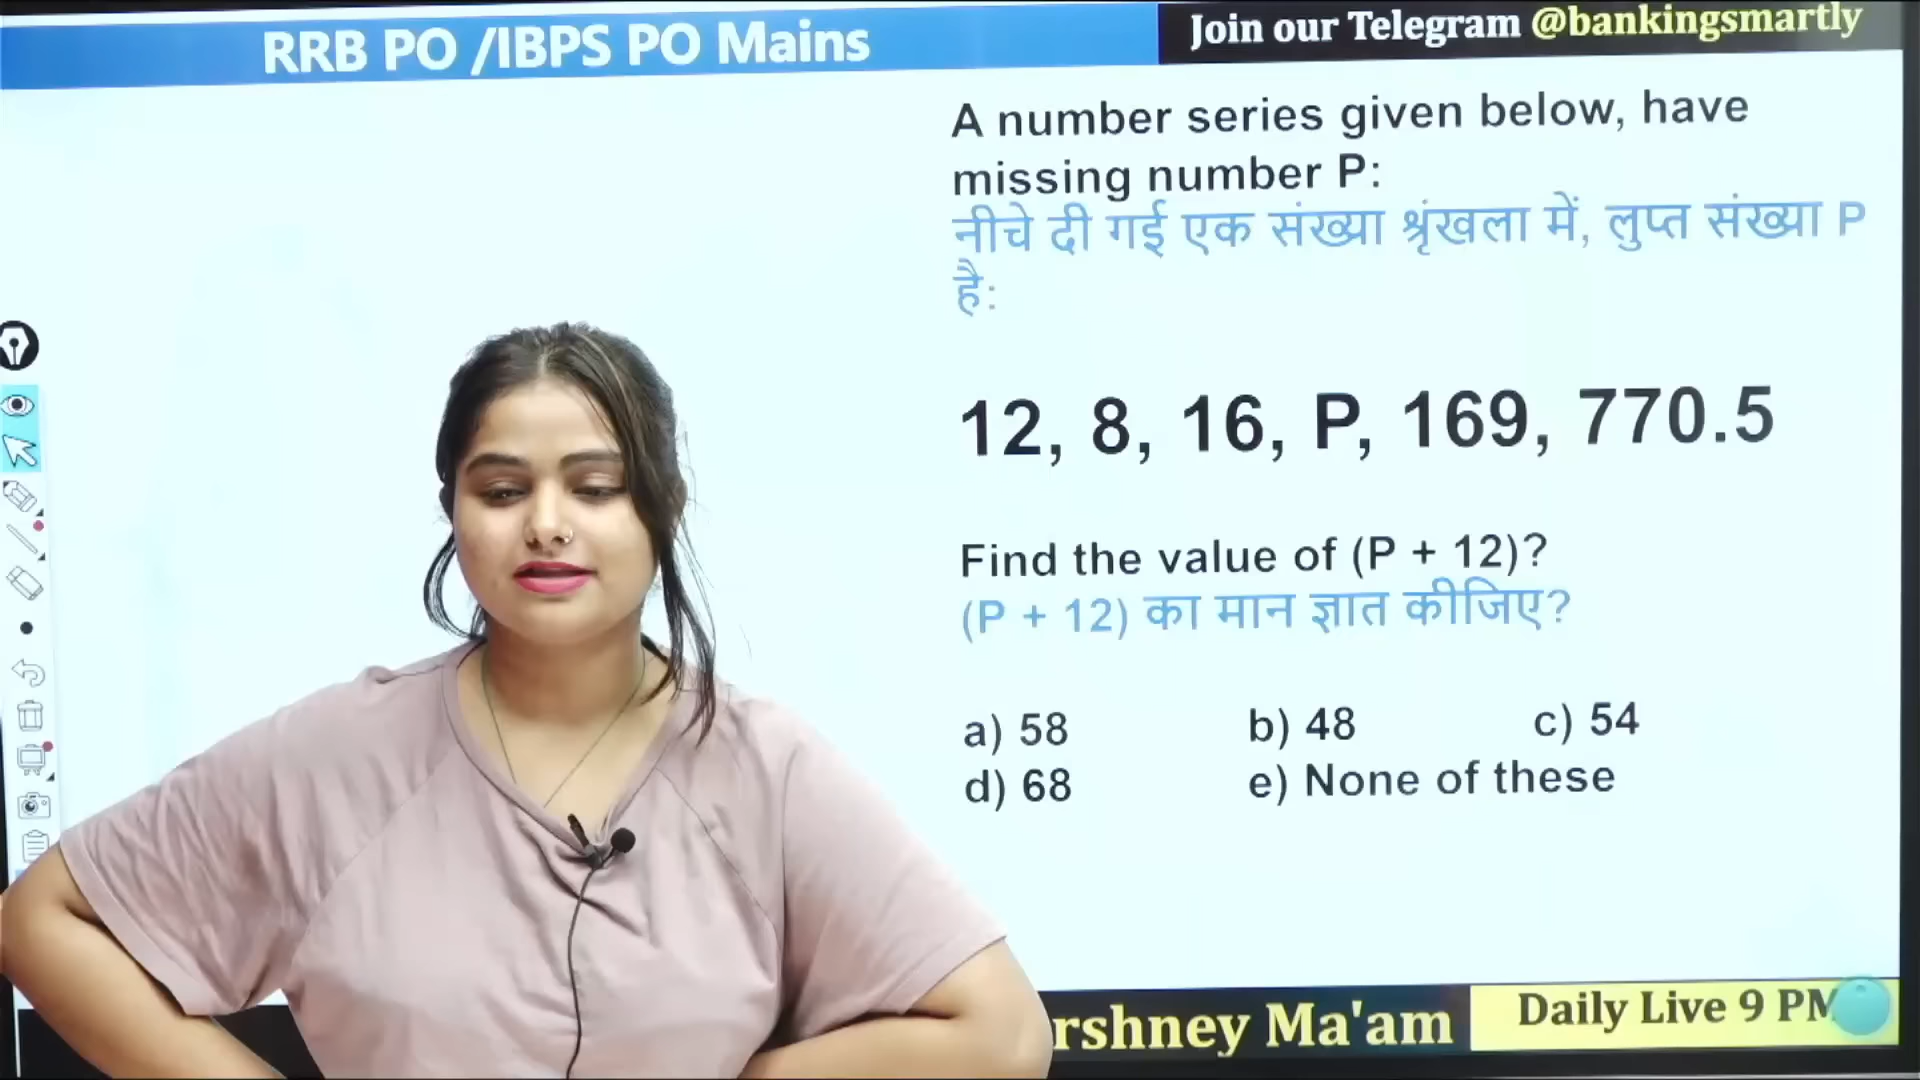 RRB PO /IBPS PO Mains
Join our Telegram @bankingsmartly
A number series given below, have
missing number P:
नीचे दी गई एक संख्या श्रृंखला में, लुप्त संख्या P
है:
12, 8, 16, P, 169, 770.5
Find the value of (P + 12)?
(P + 12) का मान ज्ञात कीजिए?
a) 58 b) 48 c) 54
d) 68 e) None of these
rshney Ma'am
Daily Live 9 PM